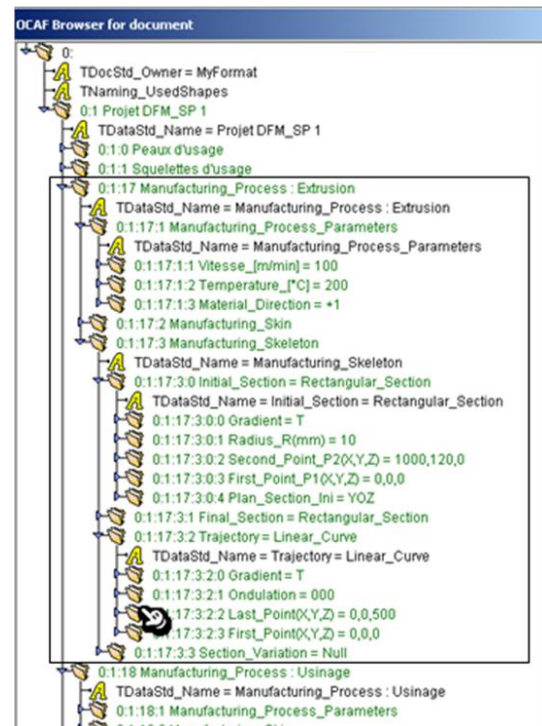 OCAF Browser for document
0:
TDocStd_Owner = MyFormat
TNaming_UsedShapes
0:1 Projet DFM_SP 1
TDataStd_Name = Projet DFM_SP 1
0:1:0 Peaux d'usage
0:1:1 Squelettes d'usage
0:1:17 Manufacturing_Process : Extrusion
TDataStd_Name = Manufacturing_Process : Extrusion
0:1:17:1 Manufacturing_Process_Parameters
TDataStd_Name = Manufacturing_Process_Parameters
0:1:17:1:1 Vitesse_[m/min] = 100
0:1:17:1:2 Temperature_[°C] = 200
0:1:17:1:3 Material_Direction = +1
0:1:17:2 Manufacturing_Skin
0:1:17:3 Manufacturing_Skeleton
TDataStd_Name = Manufacturing_Skeleton
0:1:17:3:0 Initial_Section = Rectangular_Section
TDataStd_Name = Initial_Section = Rectangular_Section
0:1:17:3:0:0 Gradient = T
0:1:17:3:0:1 Radius_R(mm) = 10
0:1:17:3:0:2 Second_Point_P2(X,Y,Z) = 1000,120,0
0:1:17:3:0:3 First_Point_P1(X,Y,Z) = 0,0,0
0:1:17:3:0:4 Plan_Section_Ini = YOZ
0:1:17:3:1 Final_Section = Rectangular_Section
0:1:17:3:2 Trajectory = Linear_Curve
TDataStd_Name = Trajectory = Linear_Curve
0:1:17:3:2:0 Gradient = T
0:1:17:3:2:1 Ondulation = 000
:17:3:2:2 Last_Point(X,Y,Z) = 0,0,500
:17:3:2:3 First_Point(X,Y,Z) = 0,0,0
0:1:17:3:3 Section_Variation = Null
0:1:18 Manufacturing_Process : Usinage
TDataStd_Name = Manufacturing_Process : Usinage
0:1:18:1 Manufacturing_Process_Parameters